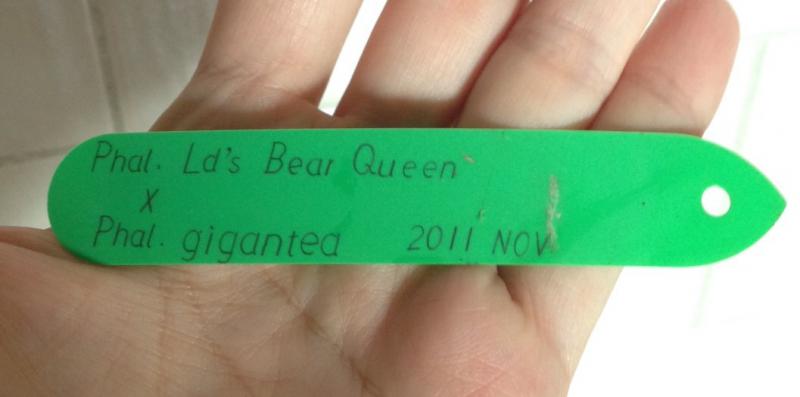 Phal. Ld's Bear Queen
X
Phal. gigantea 2011 NOV